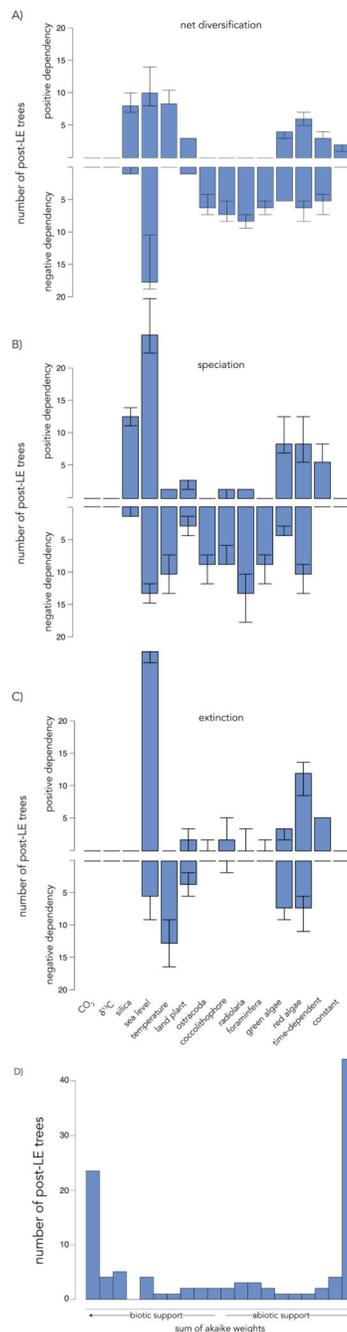 A)
net diversification
number of post-LE trees
positive dependency
20
15
10
5
negative dependency
5
10
15
20
B)
speciation
number of post-LE trees
positive dependency
20
15
10
5
negative dependency
5
10
15
20
C)
extinction
number of post-LE trees
positive dependency
20
15
10
5
negative dependency
5
10
15
20
CO2
δ13C
silica
sea level
temperature
land plant
ostracoda
coccolithophore
radiolaria
foraminifera
green algae
red algae
time-dependent
constant
D)
number of post-LE trees
40
30
20
10
0
biotic support
abiotic support
sum of akaike weights